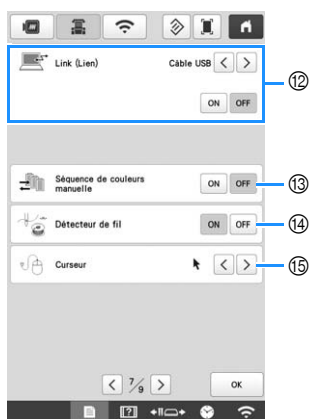 Link (Lien)
Câble USB
ON OFF
⑫
Séquence de couleurs
manuelle
ON OFF
⑬
Détecteur de fil
ON OFF
⑭
Curseur
⑮
7/9
OK